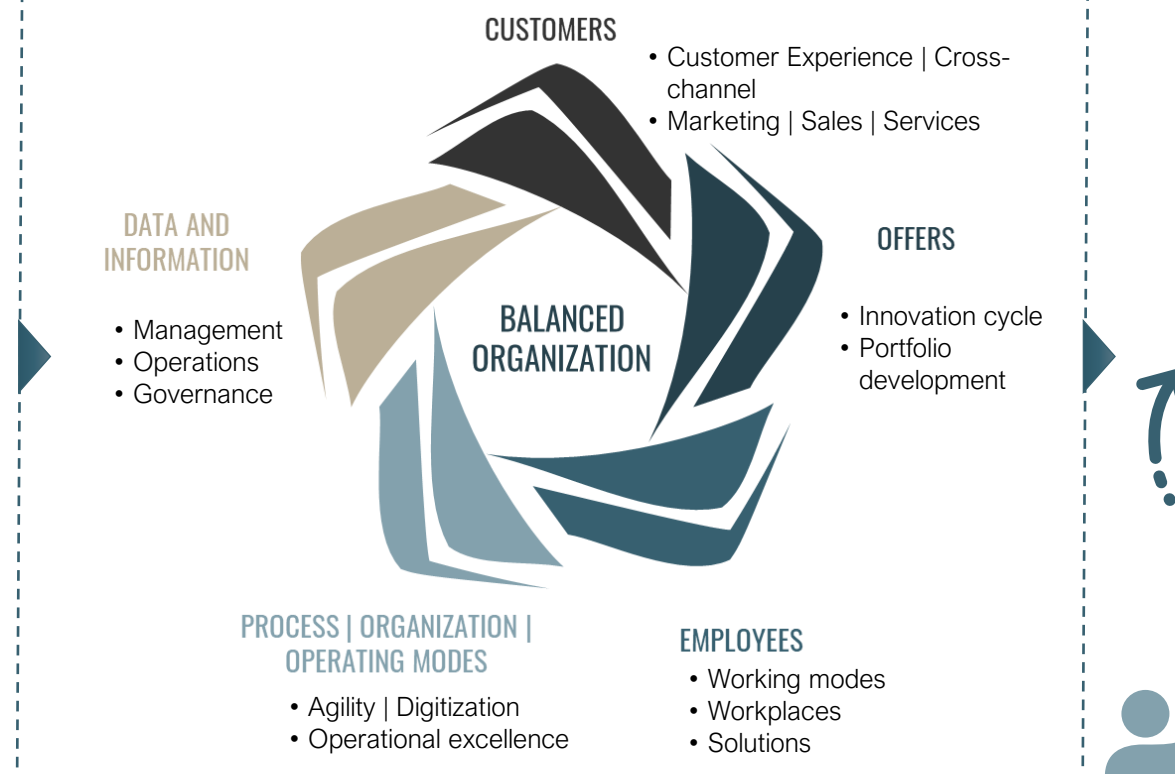 CUSTOMERS
• Customer Experience | Cross-
channel
• Marketing | Sales | Services
DATA AND
INFORMATION
• Management
• Operations
• Governance
BALANCED
ORGANIZATION
OFFERS
• Innovation cycle
• Portfolio
development
PROCESS | ORGANIZATION |
OPERATING MODES
• Agility | Digitization
• Operational excellence
EMPLOYEES
• Working modes
• Workplaces
• Solutions